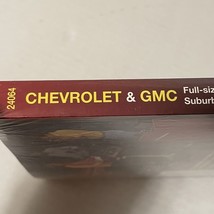 24064
CHEVROLET & GMC
Full-siz
Suburb